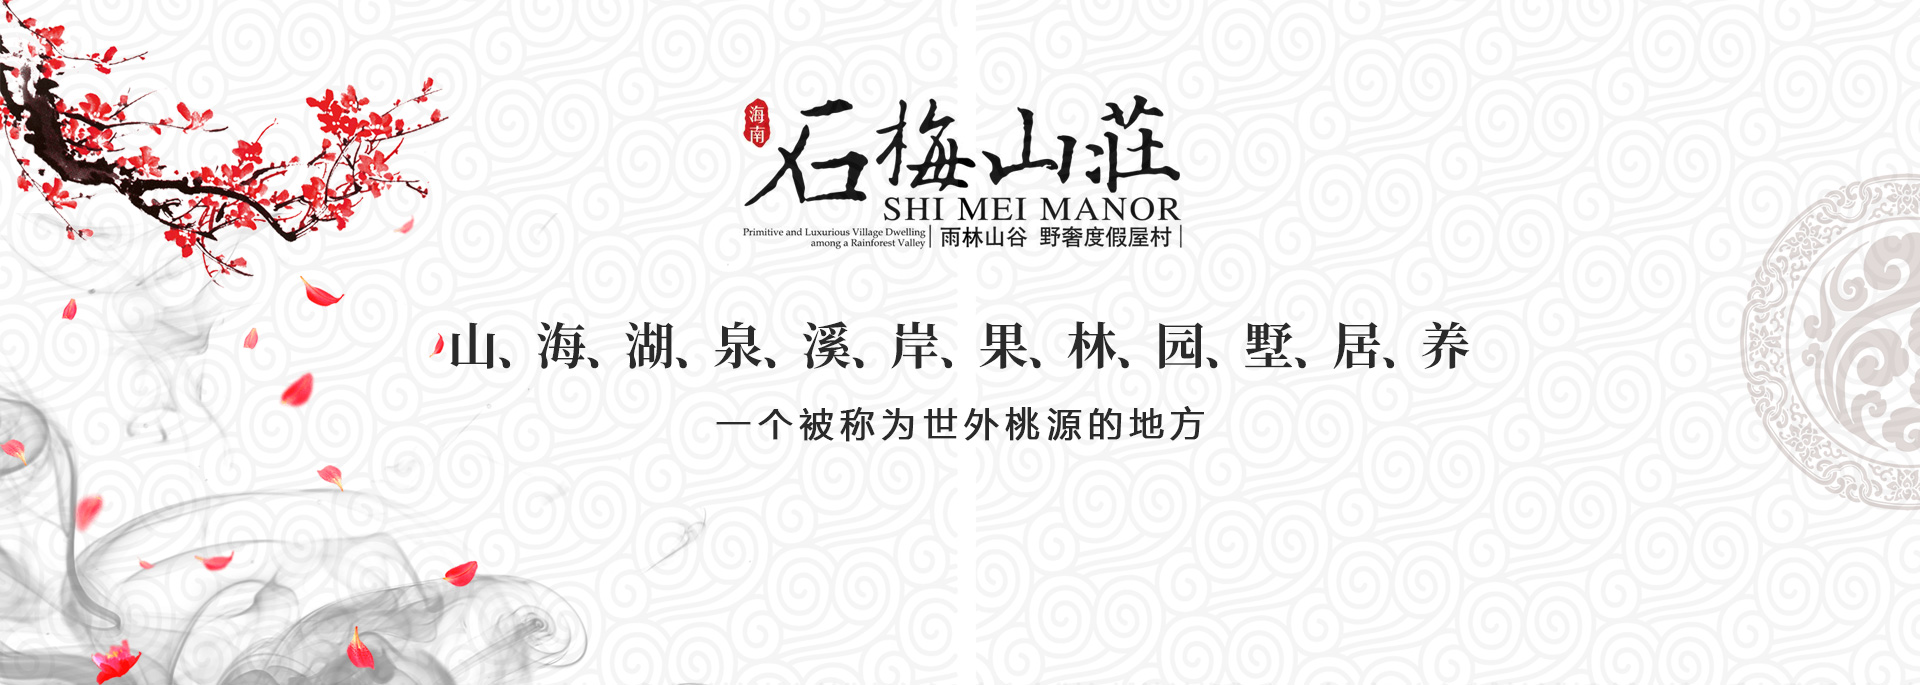 海南
石梅山莊
SHI MEI MANOR
Primitive and Luxurious Village Dwelling
among a Rainforest Valley
雨林山谷 野奢度假屋村
山、海、湖、泉、溪、岸、果、林、园、墅、居、养
一个被称为世外桃源的地方